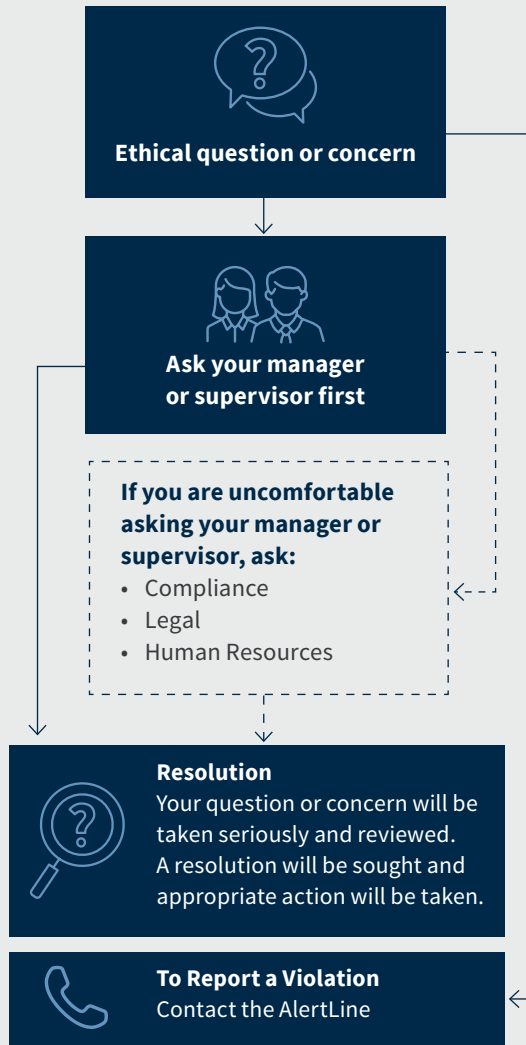 Ethical question or concern
Ask your manager
or supervisor first
If you are uncomfortable
asking your manager or
supervisor, ask:
• Compliance
• Legal
• Human Resources
Resolution
Your question or concern will be
taken seriously and reviewed.
A resolution will be sought and
appropriate action will be taken.
To Report a Violation
Contact the AlertLine